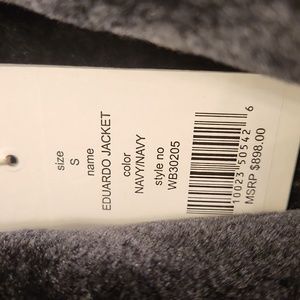 size
S
name
EDUARDO JACKET
color
NAVY/NAVY
style no
WB30205
10023 50542 6
MSRP $898.00